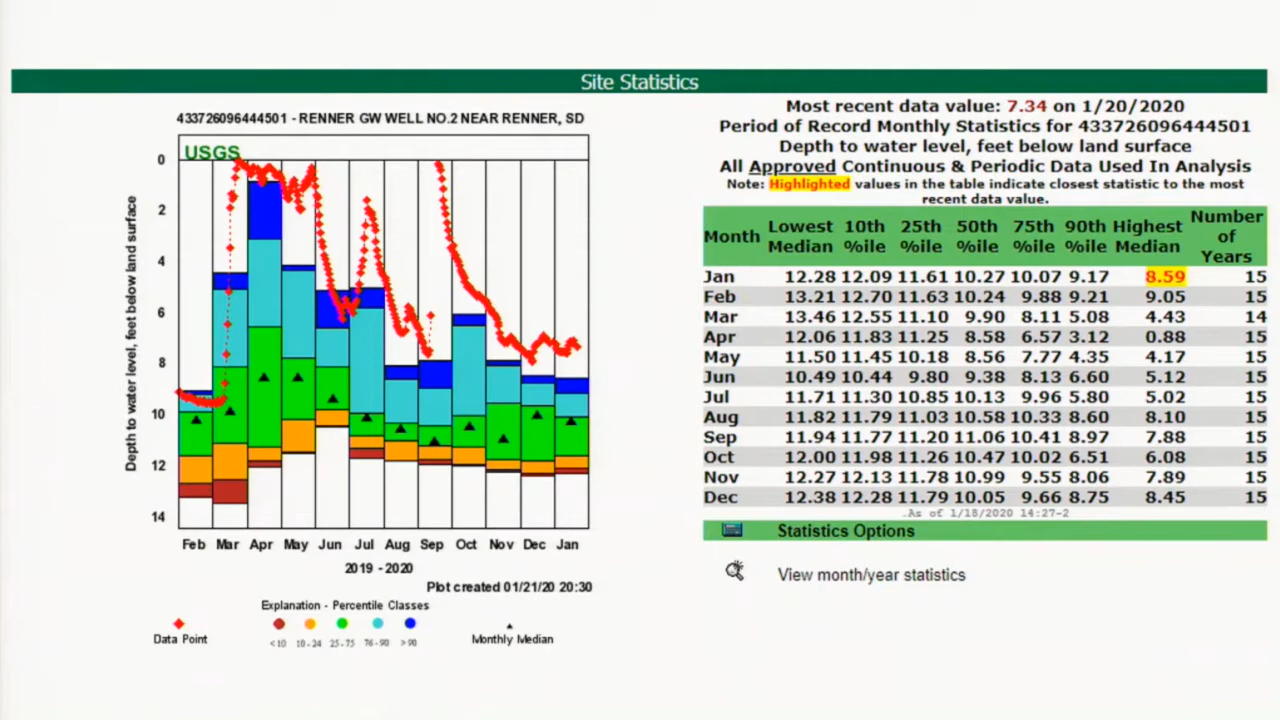 Site Statistics
433726096444501 - RENNER GW WELL NO.2 NEAR RENNER, SD
USGS
Depth to water level, feet below land surface
0
2
4
6
8
10
12
14
Feb Mar Apr May Jun Jul Aug Sep Oct Nov Dec Jan
2019 - 2020
Plot created 01/21/20 20:30
Explanation - Percentile Classes
Data Point
<10 10-24 25-75 76-90 >90
Monthly Median
Most recent data value: 7.34 on 1/20/2020
Period of Record Monthly Statistics for 433726096444501
Depth to water level, feet below land surface
All Approved Continuous & Periodic Data Used In Analysis
Note: Highlighted values in the table indicate closest statistic to the most
recent data value.
Month Lowest Median 10th %ile 25th %ile 50th %ile 75th %ile 90th %ile Highest Median Number of Years
Jan 12.28 12.09 11.61 10.27 10.07 9.17 8.59 15
Feb 13.21 12.70 11.63 10.24 9.88 9.21 9.05 15
Mar 13.46 12.55 11.10 9.90 8.11 5.08 4.43 14
Apr 12.06 11.83 11.25 8.58 6.57 3.12 0.88 15
May 11.50 11.45 10.18 8.56 7.77 4.35 4.17 15
Jun 10.49 10.44 9.80 9.38 8.13 6.60 5.12 15
Jul 11.71 11.30 10.85 10.13 9.96 5.80 5.02 15
Aug 11.82 11.79 11.03 10.58 10.33 8.60 8.10 15
Sep 11.94 11.77 11.20 11.06 10.41 8.97 7.88 15
Oct 12.00 11.98 11.26 10.47 10.02 6.51 6.08 15
Nov 12.27 12.13 11.78 10.99 9.55 8.06 7.89 15
Dec 12.38 12.28 11.79 10.05 9.66 8.75 8.45 15
.As of 1/18/2020 14:27-2
Statistics Options
View month/year statistics